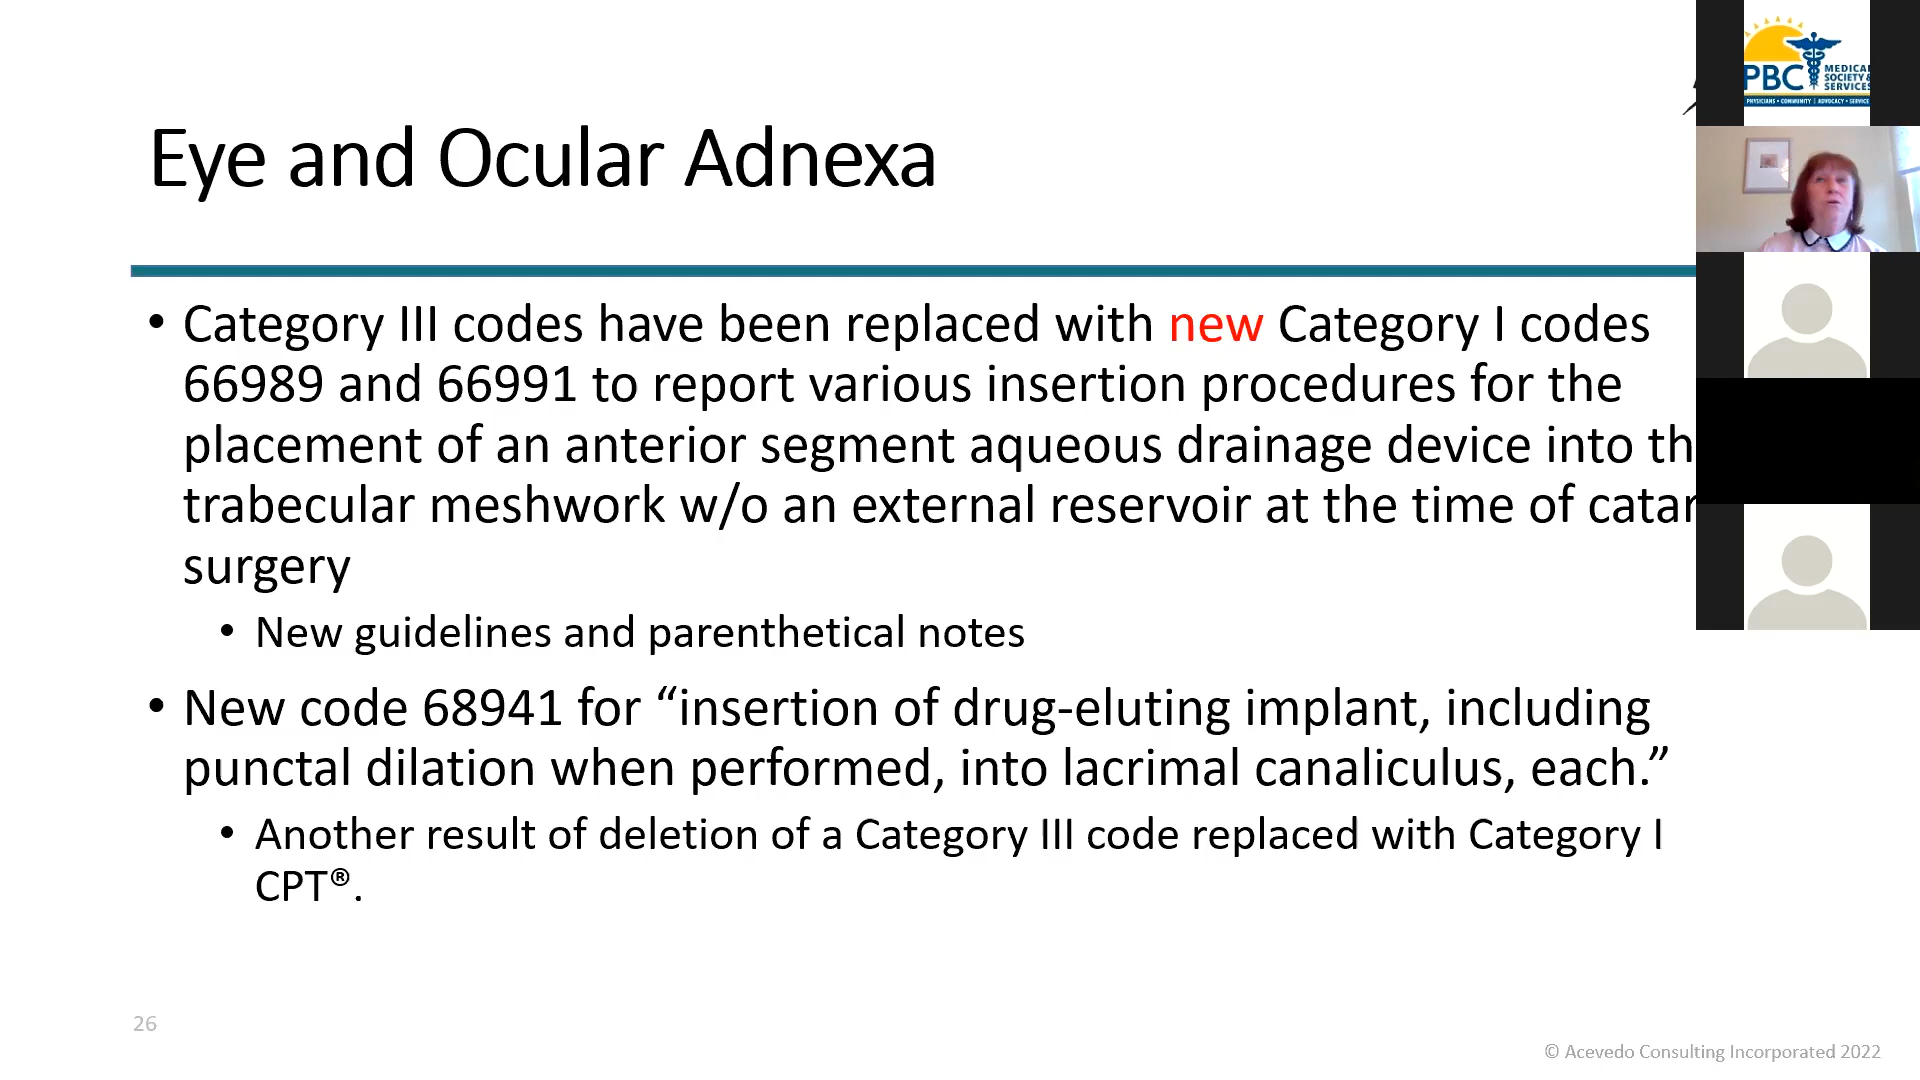 Eye and Ocular Adnexa
• Category III codes have been replaced with new Category I codes
66989 and 66991 to report various insertion procedures for the
placement of an anterior segment aqueous drainage device into th
trabecular meshwork w/o an external reservoir at the time of catar
surgery
• New guidelines and parenthetical notes
• New code 68941 for “insertion of drug-eluting implant, including
punctal dilation when performed, into lacrimal canaliculus, each.”
• Another result of deletion of a Category III code replaced with Category I
CPT®.
26
© Acevedo Consulting Incorporated 2022
PBC
MEDICAL
SOCIETY &
SERVICES
PHYSICIANS • COMMUNITY | ADVOCACY • SERVICE